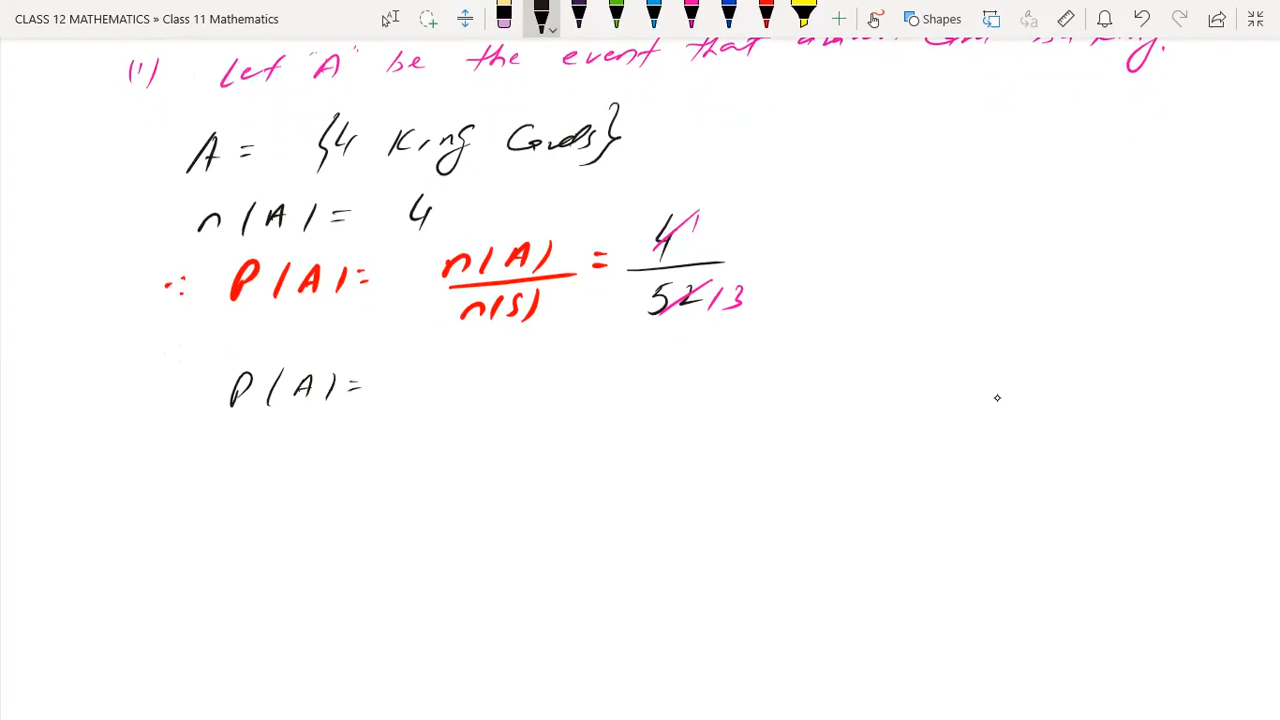 CLASS 12 MATHEMATICS » Class 11 Mathematics
Shapes
(1) Let "A" be the event that
A = {4 King Cards}
n(A) = 4
∴ P(A) = n(A)/n(S) = 4/52 1 13
P(A) =